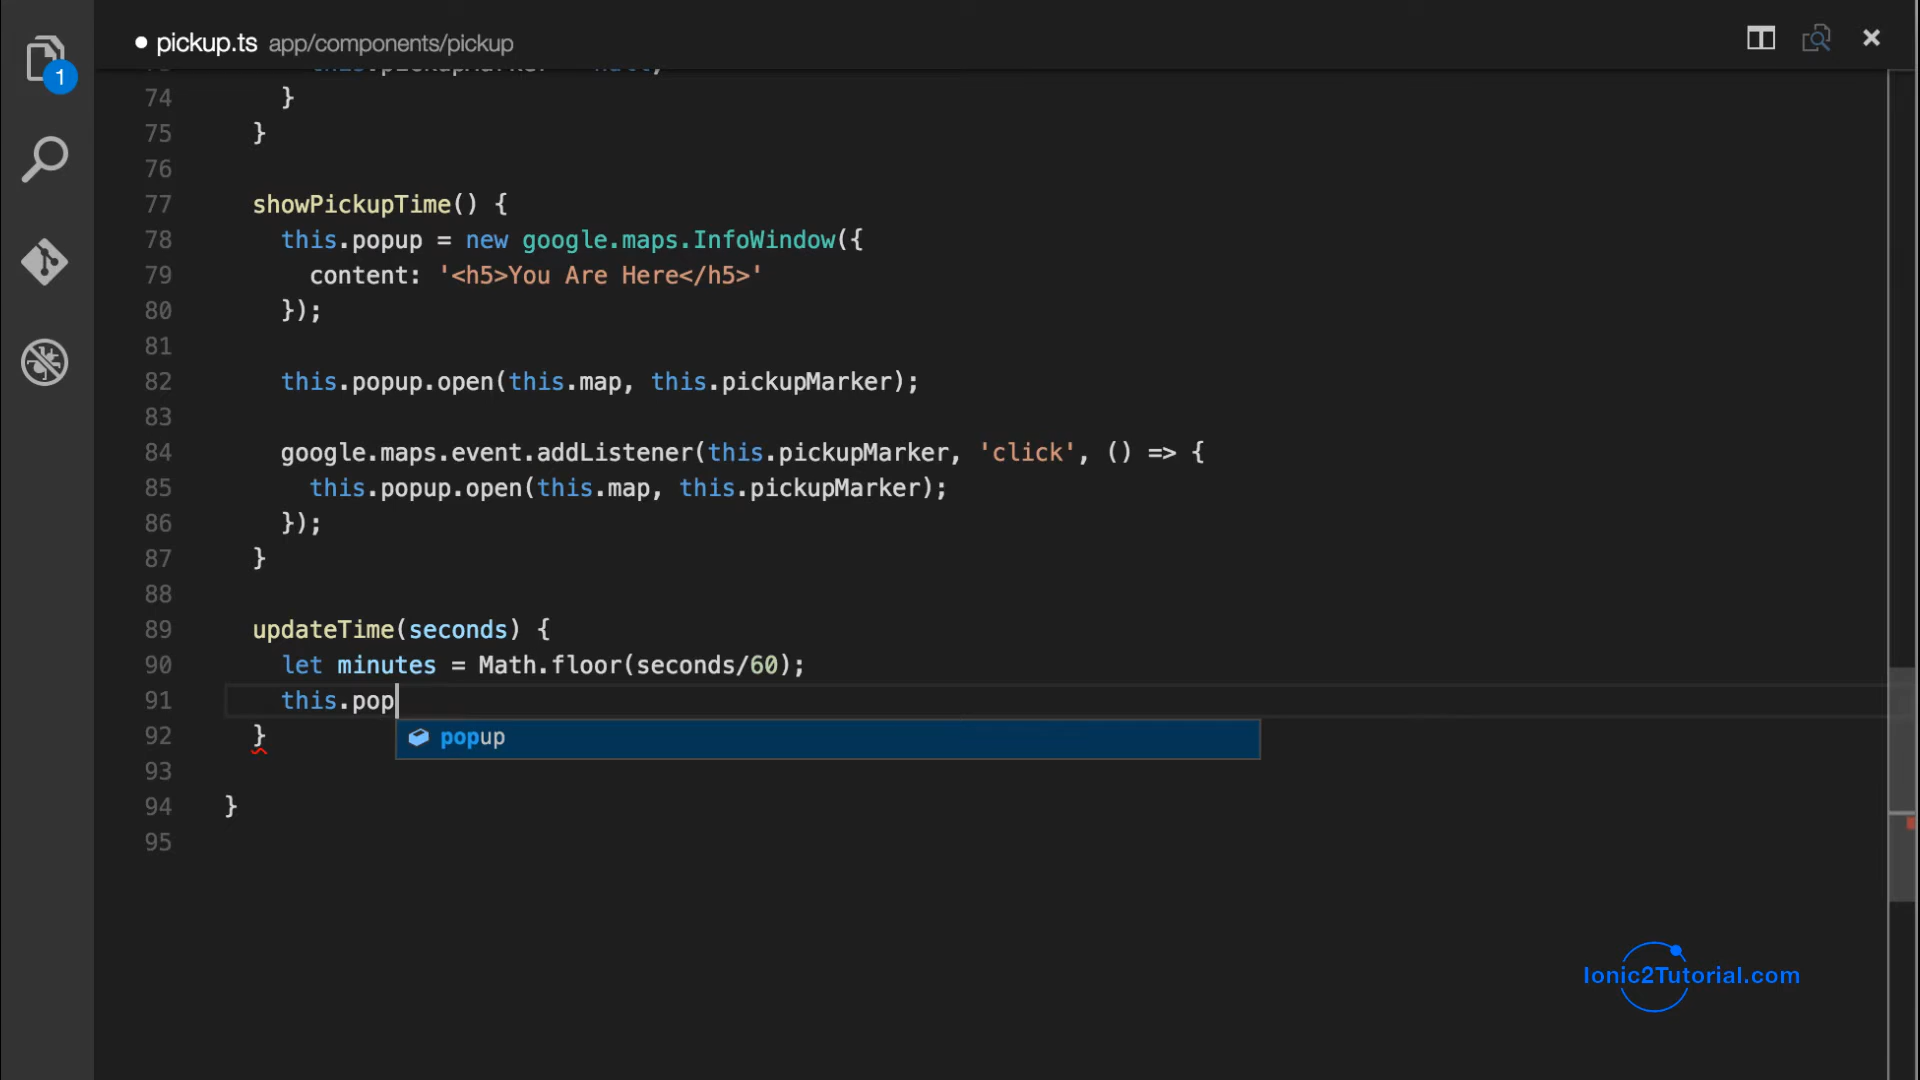 pickup.ts app/components/pickup
1
74 }
75 }
76
77 showPickupTime() {
78 this.popup = new google.maps.InfoWindow({
79 content: '<h5>You Are Here</h5>'
80 });
81
82 this.popup.open(this.map, this.pickupMarker);
83
84 google.maps.event.addListener(this.pickupMarker, 'click', () => {
85 this.popup.open(this.map, this.pickupMarker);
86 });
87 }
88
89 updateTime(seconds) {
90 let minutes = Math.floor(seconds/60);
91 this.pop
popup
92 }
93
94 }
95
Ionic2Tutorial.com